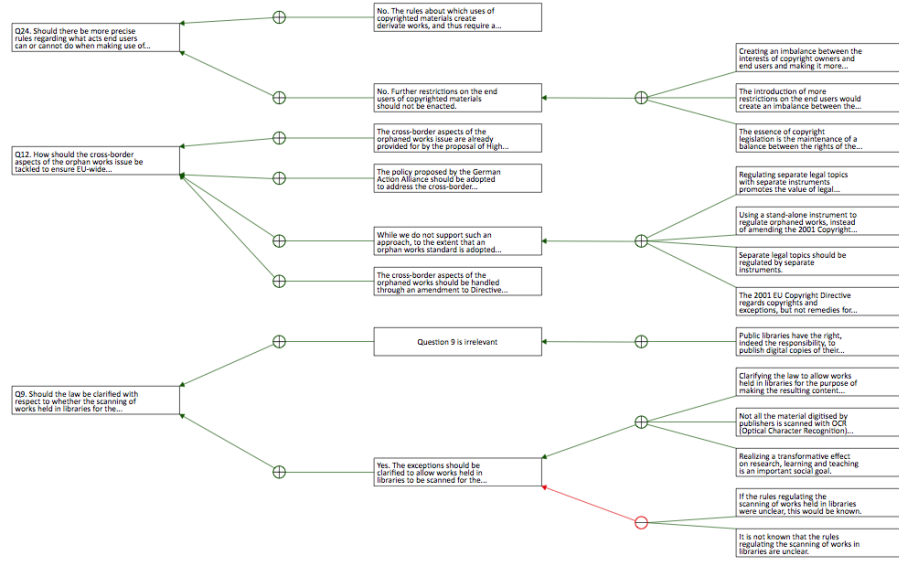 Q24. Should there be more precise
rules regarding what acts end users
can or cannot do when making use of...
No. The rules about which uses of
copyrighted materials create
derivate works, and thus require a...
No. Further restrictions on the end
users of copyrighted materials
should not be enacted.
Creating an imbalance between the
interests of copyright owners and
end users and making it more...
The introduction of more
restrictions on the end users would
create an imbalance between the...
The essence of copyright
legislation is the maintenance of a
balance between the rights of the...
Q12. How should the cross-border
aspects of the orphan works issue be
tackled to ensure EU-wide...
The cross-border aspects of the
orphaned works issue are already
provided for by the proposal of High...
The policy proposed by the German
Action Alliance should be adopted
to address the cross-border...
While we do not support such an
approach, to the extent that an
orphan works standard is adopted...
The cross-border aspects of the
orphaned works should be handled
through an amendment to Directive...
Regulating separate legal topics
with separate instruments
promotes the value of legal...
Using a stand-alone instrument to
regulate orphaned works, instead
of amending the 2001 Copyright...
Separate legal topics should be
regulated by separate
instruments.
The 2001 EU Copyright Directive
regards copyrights and
exceptions, but not remedies for...
Q9. Should the law be clarified with
respect to whether the scanning of
works held in libraries for the...
Question 9 is irrelevant
Public libraries have the right,
indeed the responsibility, to
publish digital copies of their...
Yes. The exceptions should be
clarified to allow works held in
libraries to be scanned for the...
Clarifying the law to allow works
held in libraries for the purpose of
making the resulting content...
Not all the material digitised by
publishers is scanned with OCR
(Optical Character Recognition)...
Realizing a transformative effect
on research, learning and teaching
is an important social goal.
If the rules regulating the
scanning of works held in libraries
were unclear, this would be known.
It is not known that the rules
regulating the scanning of works in
libraries are unclear.